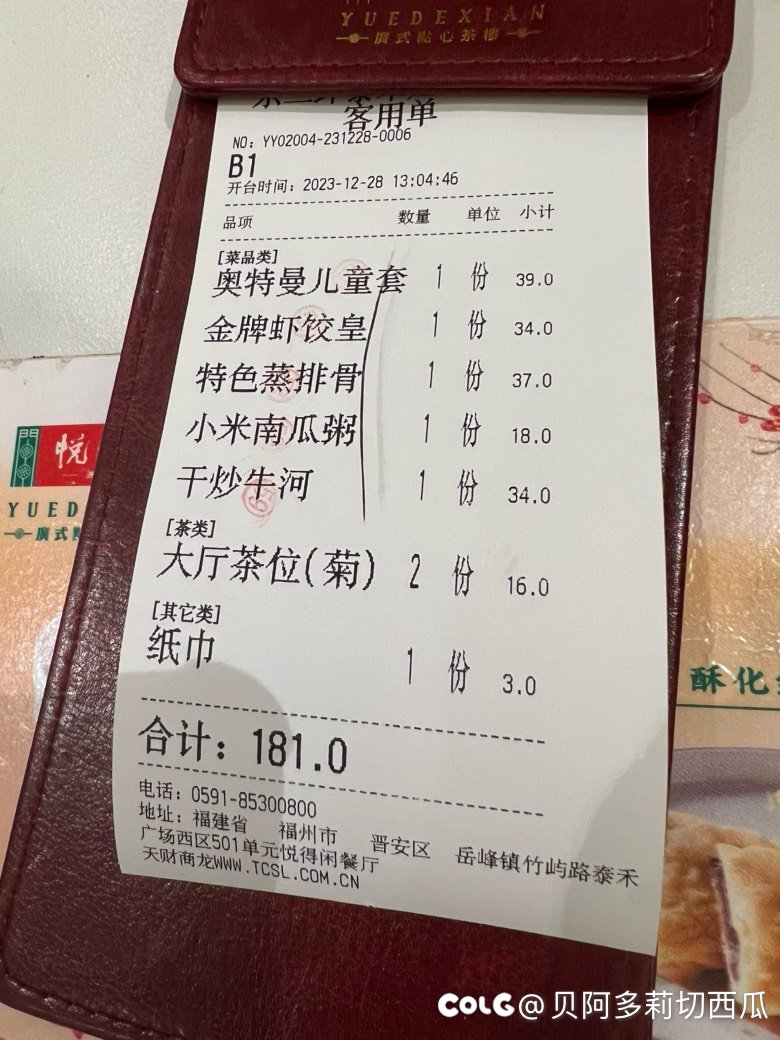 YUEDEXIAN
廣式點心茶樓
客用单
NO: YY02004-231228-0006
B1
开台时间: 2023-12-28 13:04:46
品项 数量 单位 小计
[菜品类]
奥特曼儿童套 1 份 39.0
金牌虾饺皇 1 份 34.0
特色蒸排骨 1 份 37.0
小米南瓜粥 1 份 18.0
干炒牛河 1 份 34.0
[茶类]
大厅茶位(菊) 2 份 16.0
[其它类]
纸巾 1 份 3.0
合计: 181.0
电话: 0591-85300800
地址: 福建省 福州市 晋安区 岳峰镇竹屿路泰禾
广场西区501单元悦得闲餐厅
天财商龙WWW.TCSL.COM.CN
悦
YUED
廣式點
酥化
COLG@贝阿多莉切西瓜